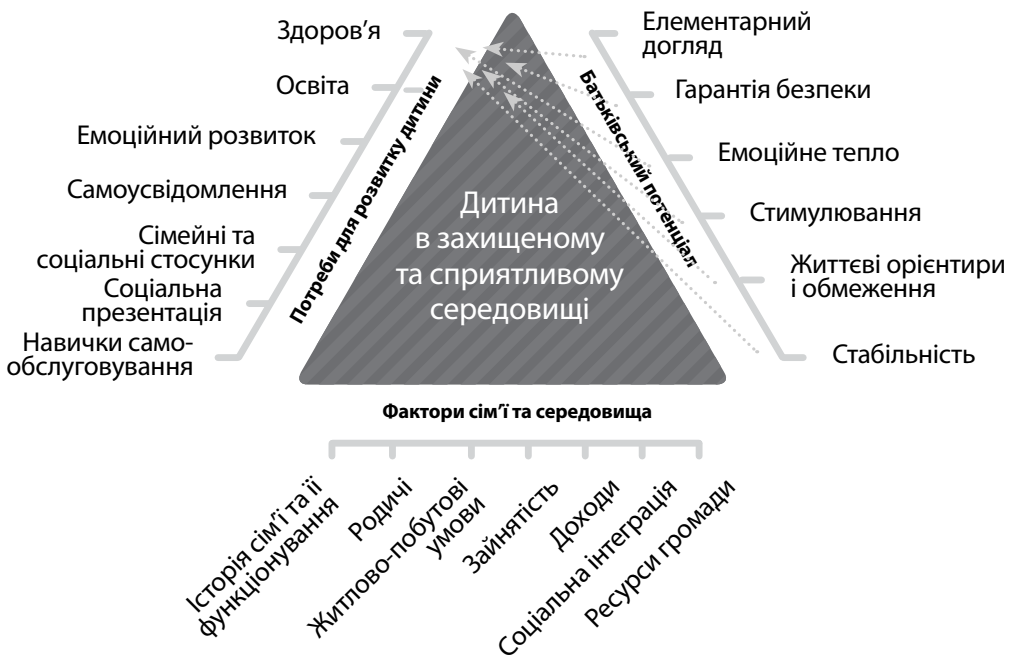 Здоров’я
Освіта
Емоційний розвиток
Самоусвідомлення
Сімейні та
соціальні стосунки
Соціальна
презентація
Навички само-
обслуговування
Потреби для розвитку дитини
Дитина
в захищеному
та сприятливому
середовищі
Батьківський потенціал
Елементарний
догляд
Гарантія безпеки
Емоційне тепло
Стимулювання
Життєві орієнтири
і обмеження
Стабільність
Фактори сім’ї та середовища
Історія сім’ї та її
функціонування
Родичі
Житлово-побутові
умови
Зайнятість
Доходи
Соціальна інтеграція
Ресурси громади